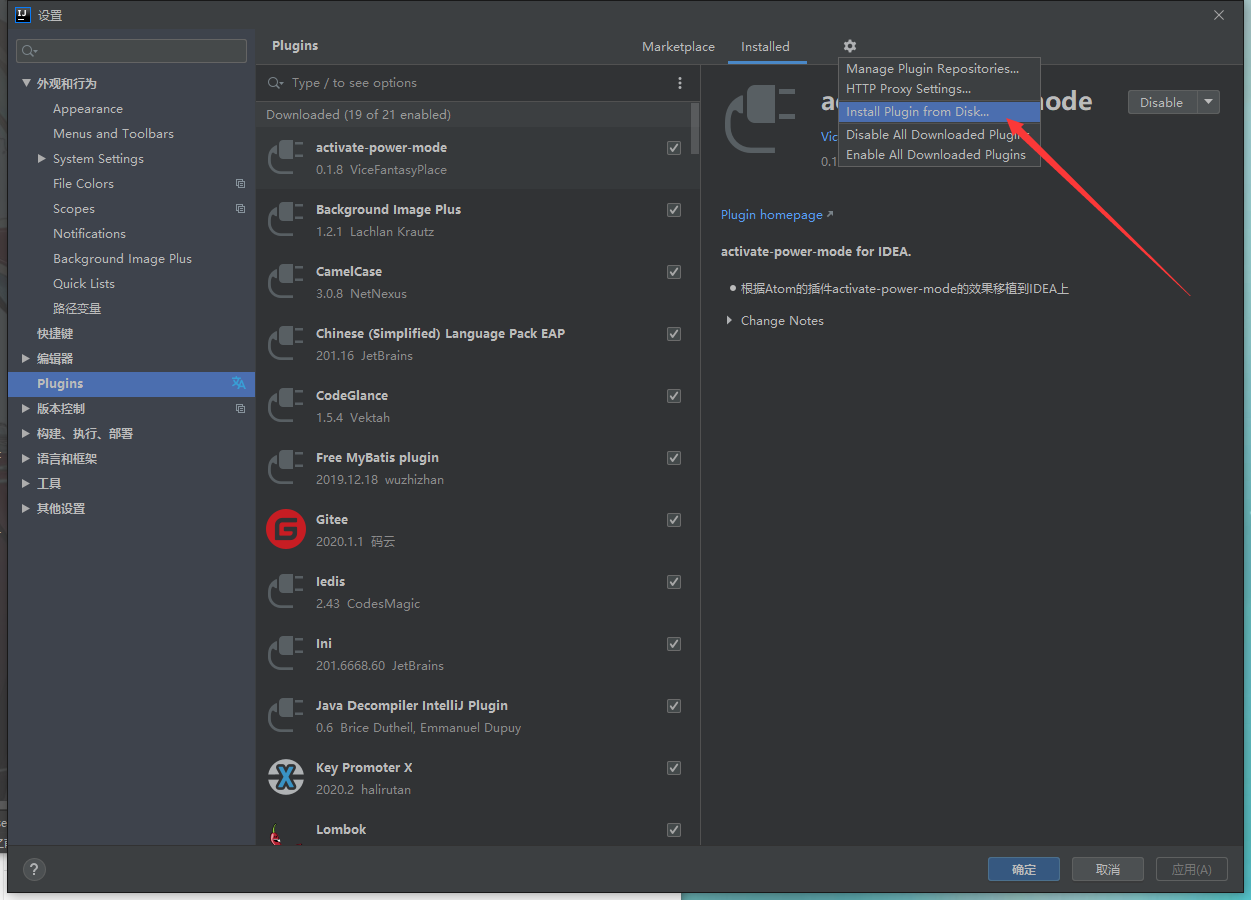 设置
外观和行为
Appearance
Menus and Toolbars
System Settings
File Colors
Scopes
Notifications
Background Image Plus
Quick Lists
路径变量
快捷键
编辑器
Plugins
版本控制
构建、执行、部署
语言和框架
工具
其他设置
Plugins
Marketplace
Installed
Type / to see options
Downloaded (19 of 21 enabled)
activate-power-mode
0.1.8 ViceFantasyPlace
Background Image Plus
1.2.1 Lachlan Krautz
CamelCase
3.0.8 NetNexus
Chinese (Simplified) Language Pack EAP
201.16 JetBrains
CodeGlance
1.5.4 Vektah
Free MyBatis plugin
2019.12.18 wuzhizhan
Gitee
2020.1.1 码云
Iedis
2.43 CodesMagic
Ini
201.6668.60 JetBrains
Java Decompiler IntelliJ Plugin
0.6 Brice Dutheil, Emmanuel Dupuy
Key Promoter X
2020.2 halirutan
Lombok
Manage Plugin Repositories...
HTTP Proxy Settings...
Install Plugin from Disk...
Disable All Downloaded Plugins
Enable All Downloaded Plugins
Disable
Plugin homepage
activate-power-mode for IDEA.
根据Atom的插件activate-power-mode的效果移植到IDEA上
Change Notes
?
确定
取消
应用(A)